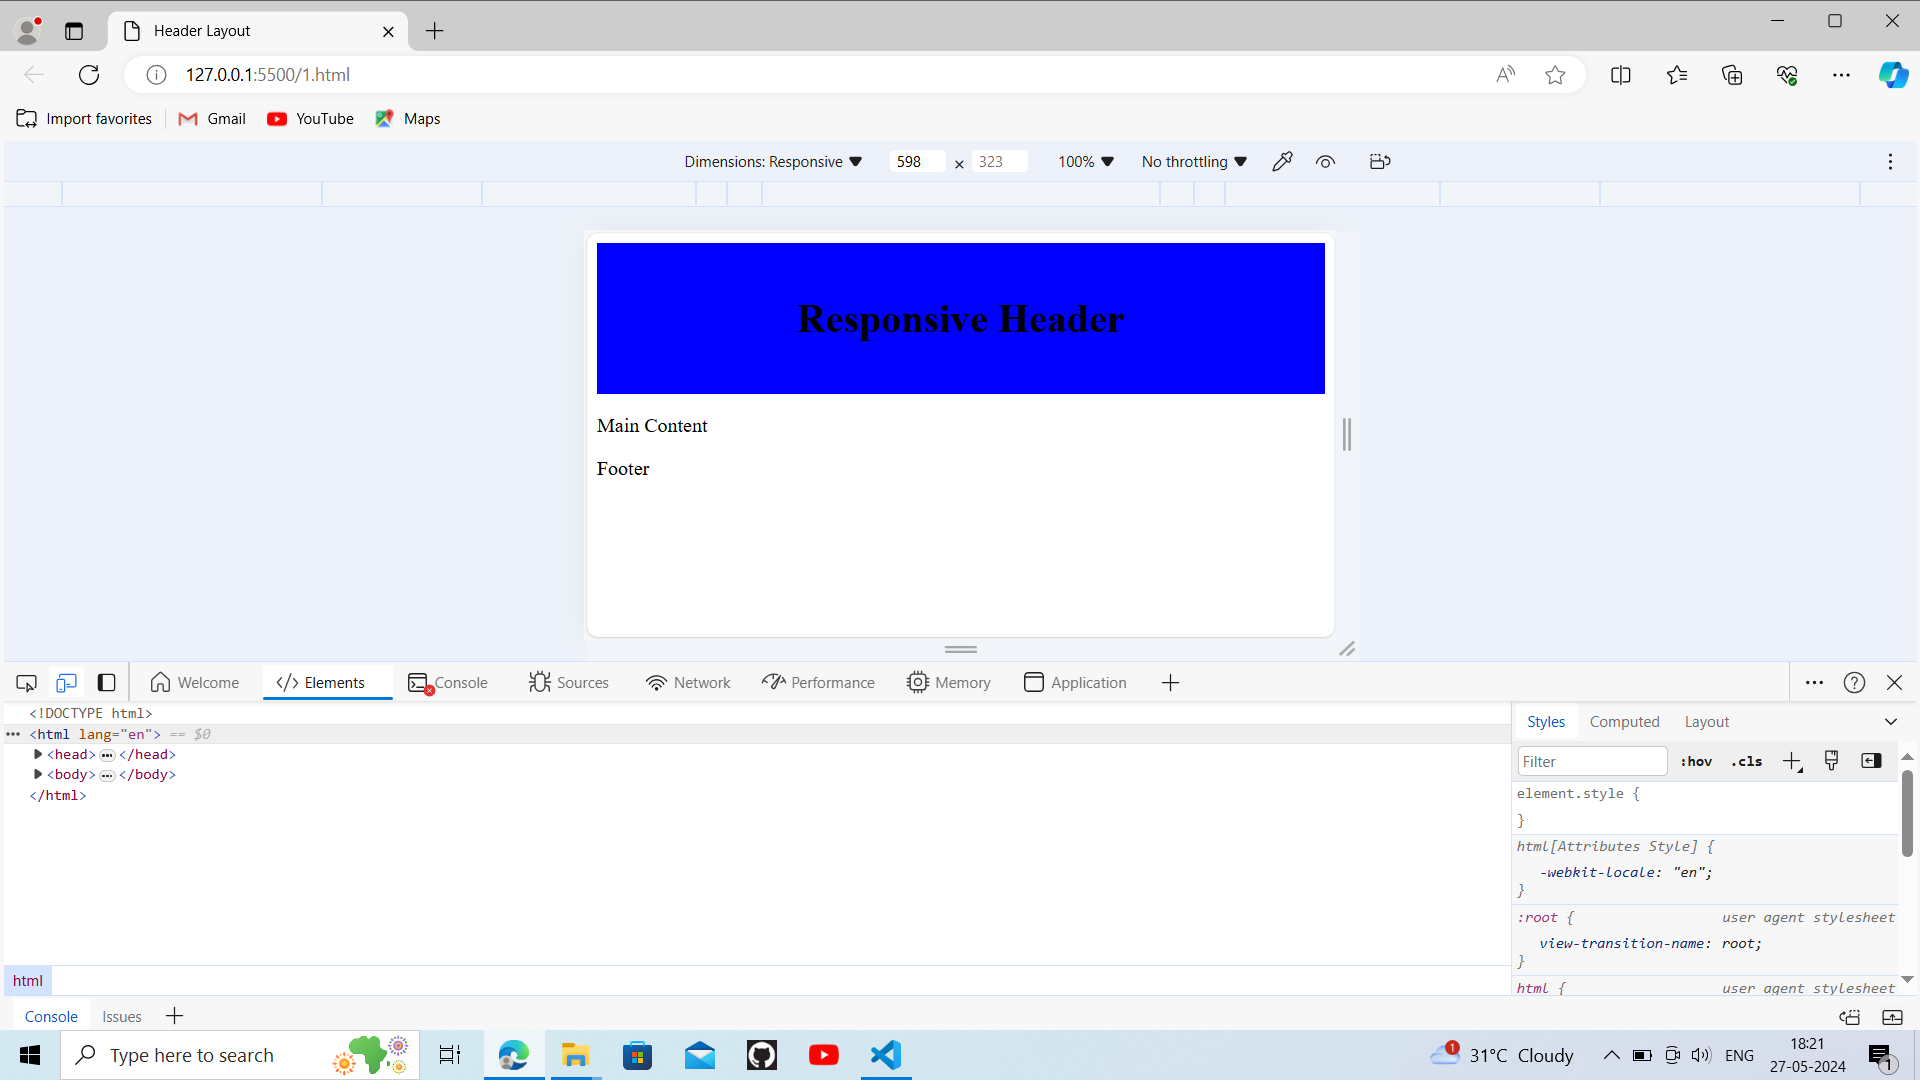 Header Layout
127.0.0.1:5500/1.html
Import favorites
Gmail
YouTube
Maps
Dimensions: Responsive
598
×
323
100%
No throttling
Responsive Header
Main Content
Footer
Welcome
Elements
Console
Sources
Network
Performance
Memory
Application
<!DOCTYPE html>
<html lang="en"> == $0
<head> ... </head>
<body> ... </body>
</html>
html
Styles
Computed
Layout
Filter
:hov
.cls
element.style {
}
html[Attributes Style] {
-webkit-locale: "en";
}
:root {
user agent stylesheet
view-transition-name: root;
}
html {
user agent stylesheet
Console
Issues
Type here to search
1
31°C Cloudy
ENG
18:21
27-05-2024
1